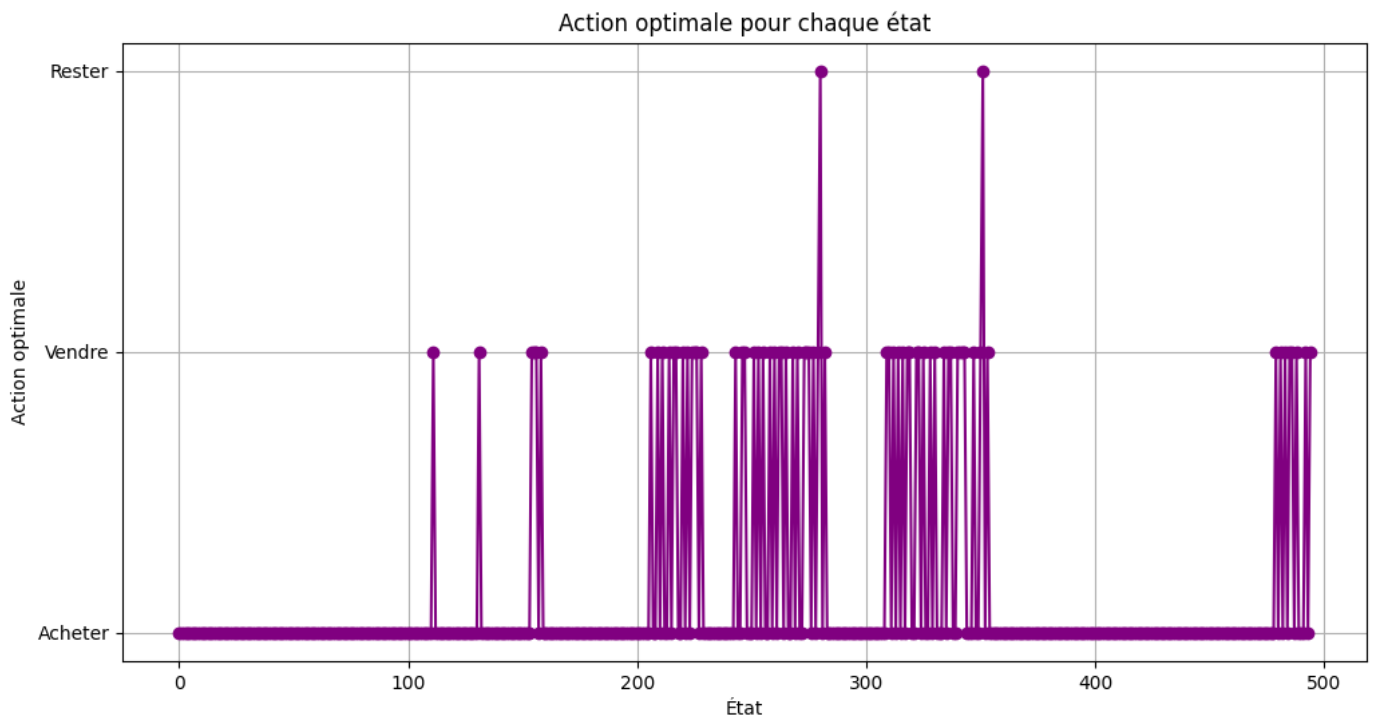 Action optimale pour chaque état
Action optimale
Rester
Vendre
Acheter
0 100 200 300 400 500
État